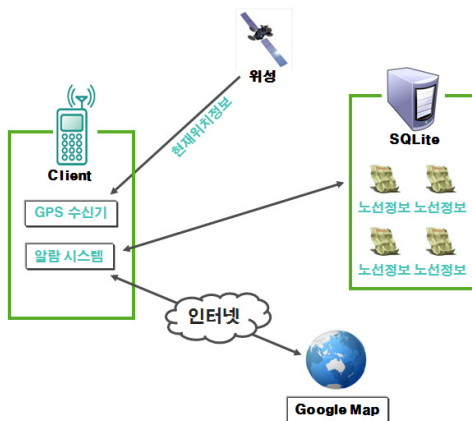 위성
현재위치정보
Client
GPS 수신기
알람 시스템
SQLite
노선정보 노선정보
노선정보 노선정보
인터넷
Google Map